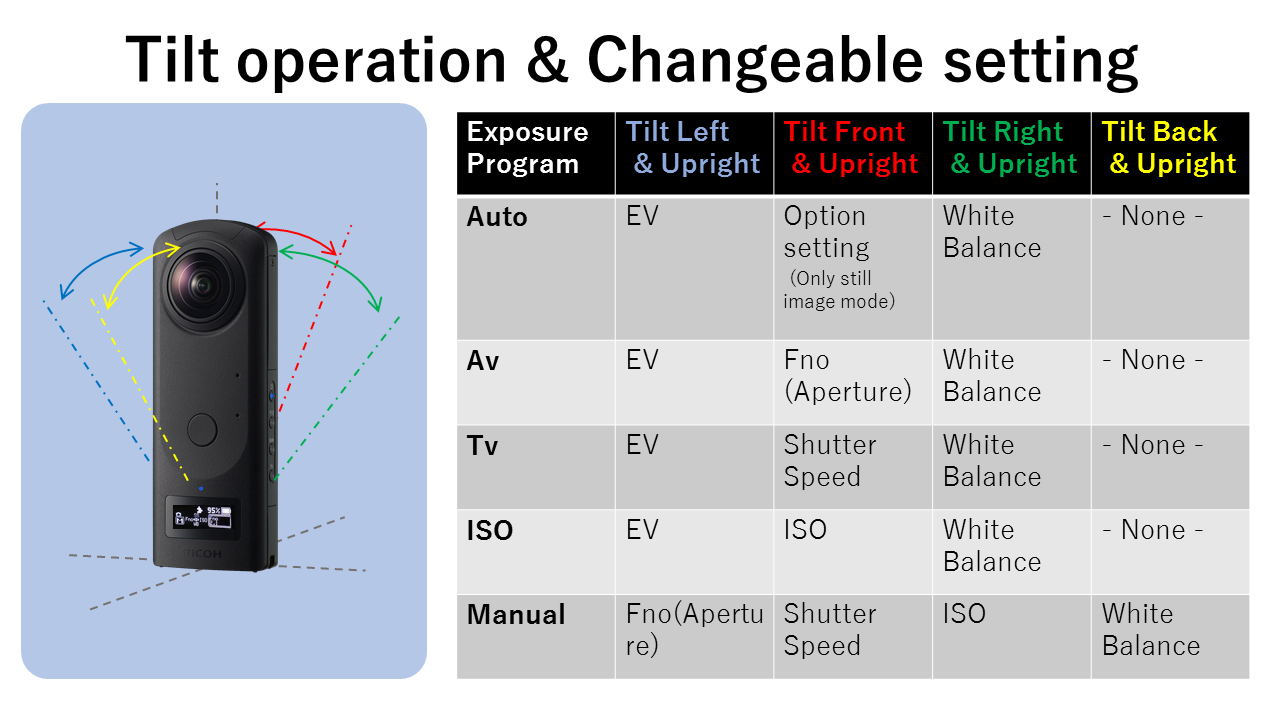 Tilt operation & Changeable setting
Exposure
Program
Tilt Left
& Upright
Tilt Front
& Upright
Tilt Right
& Upright
Tilt Back
& Upright
Auto
EV
Option
setting
（Only still
image mode）
White
Balance
- None -
Av
EV
Fno
(Aperture)
White
Balance
- None -
Tv
EV
Shutter
Speed
White
Balance
- None -
ISO
EV
ISO
White
Balance
- None -
Manual
Fno(Apertu
re)
Shutter
Speed
ISO
White
Balance
95%
RICOH